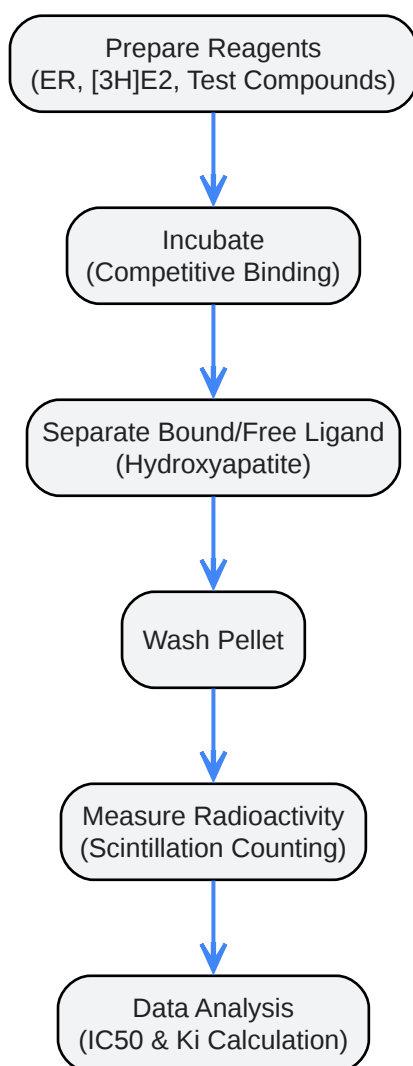 Prepare Reagents
(ER, [3H]E2, Test Compounds)
Incubate
(Competitive Binding)
Separate Bound/Free Ligand
(Hydroxyapatite)
Wash Pellet
Measure Radioactivity
(Scintillation Counting)
Data Analysis
(IC50 & Ki Calculation)